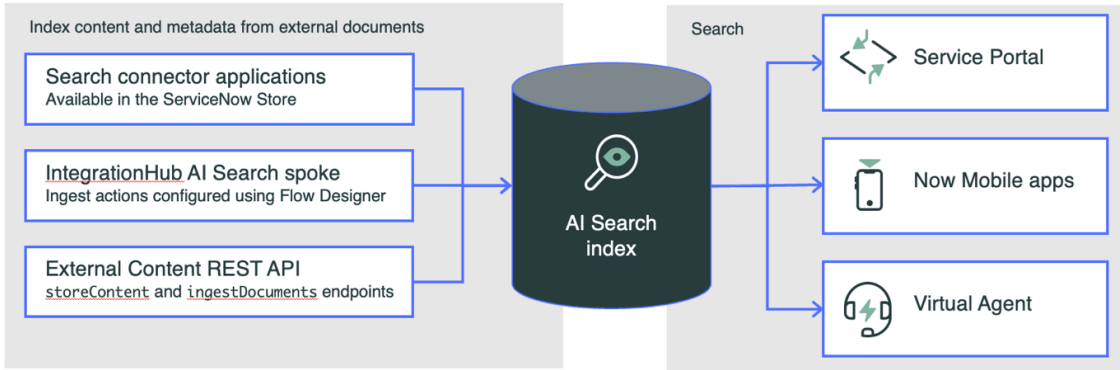 Index content and metadata from external documents
Search connector applications
Available in the ServiceNow Store
IntegrationHub AI Search spoke
Ingest actions configured using Flow Designer
External Content REST API
storeContent and ingestDocuments endpoints
AI Search
index
Search
Service Portal
Now Mobile apps
Virtual Agent